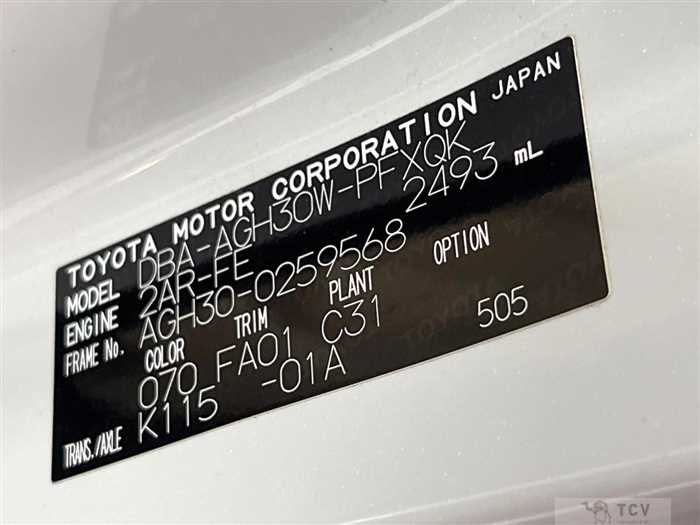 TOYOTA MOTOR CORPORATION JAPAN
MODEL DBA-AGH30W-PFXQK
ENGINE 2AR-FE 2493 mL
FRAME No. AGH30-0259568
COLOR TRIM PLANT OPTION
070 FA01 C31 505
TRANS./AXLE K115 -01A
TCV